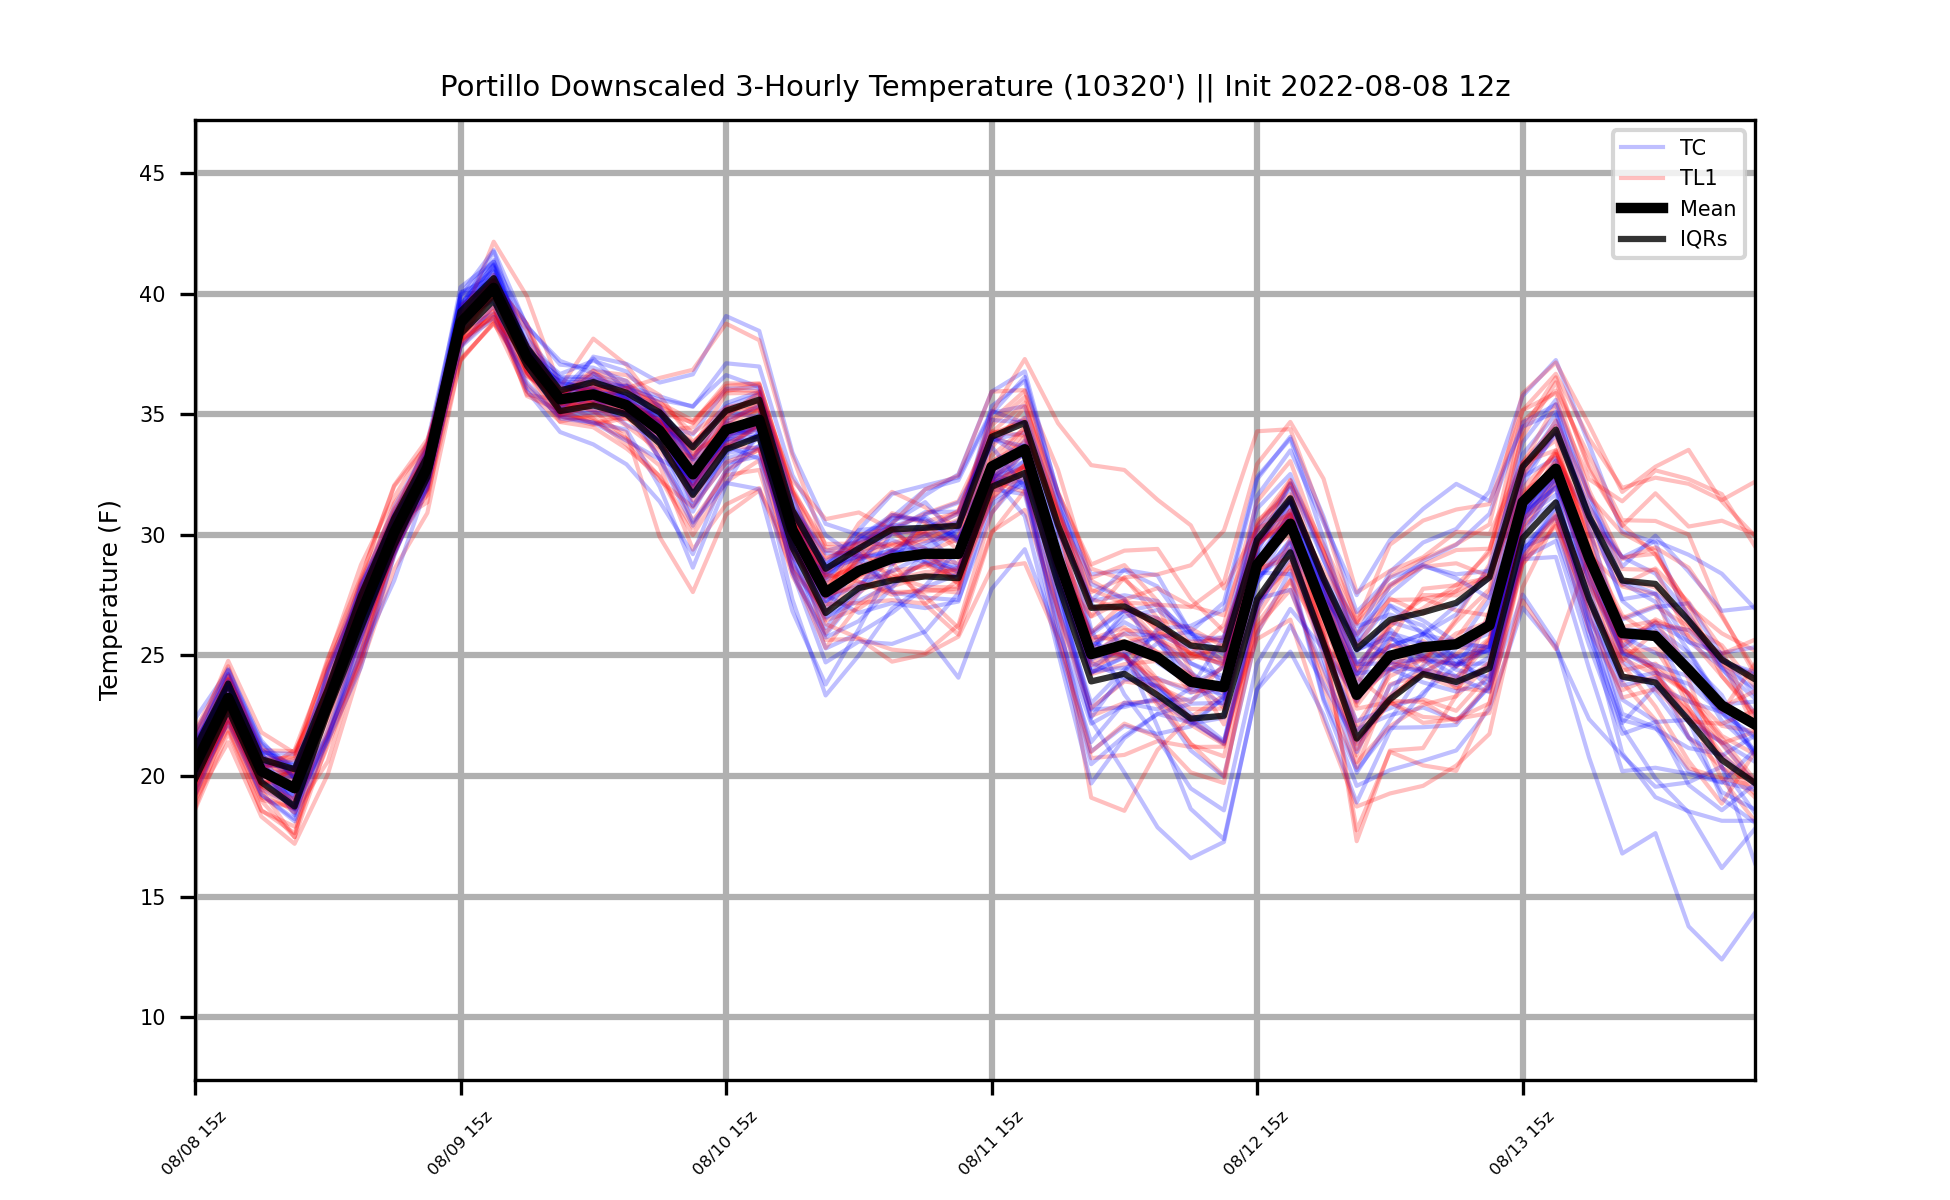 Portillo Downscaled 3-Hourly Temperature (10320') || Init 2022-08-08 12z
TC
TL1
Mean
IQRs
Temperature (F)
45
40
35
30
25
20
15
10
08/08 15z
08/09 15z
08/10 15z
08/11 15z
08/12 15z
08/13 15z